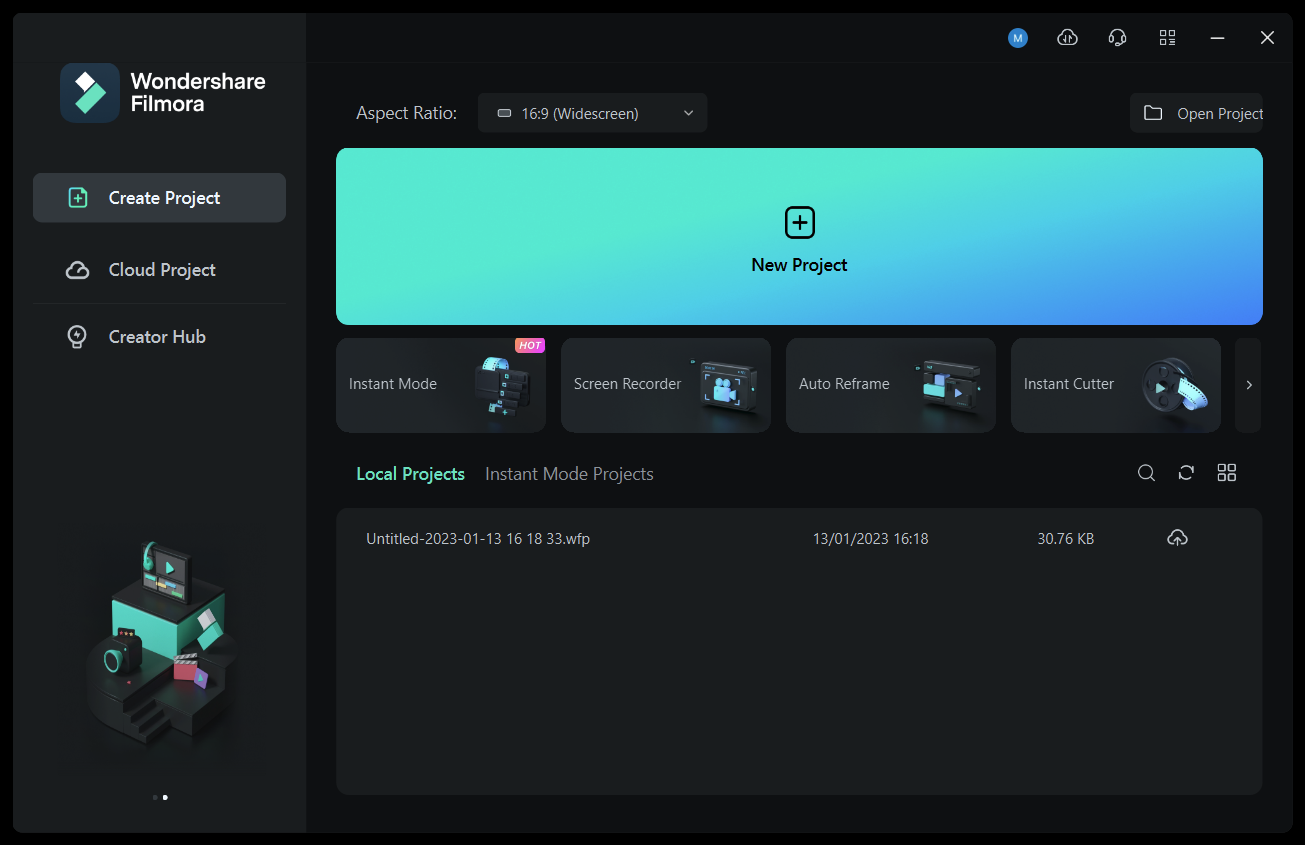 M
Wondershare
Filmora
Create Project
Cloud Project
Creator Hub
Aspect Ratio:
16:9 (Widescreen)
Open Project
New Project
Instant Mode
HOT
Screen Recorder
Auto Reframe
Instant Cutter
Local Projects
Instant Mode Projects
Untitled-2023-01-13 16 18 33.wfp
13/01/2023 16:18
30.76 KB